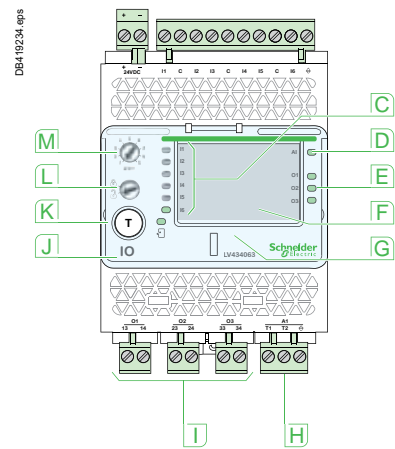 DB419234.eps
+ −
+ −
24VDC I1 C I2 I3 C I4 I5 C I6
C
M
I1
A1
D
I2
L
I3
O1
E
I4
O2
K
I5
O3
F
T
I6
G
J
IO
LV434063
Schneider
Electric
O1 O2 O3 A1
13 14 23 24 33 34 T1 T2
I
H